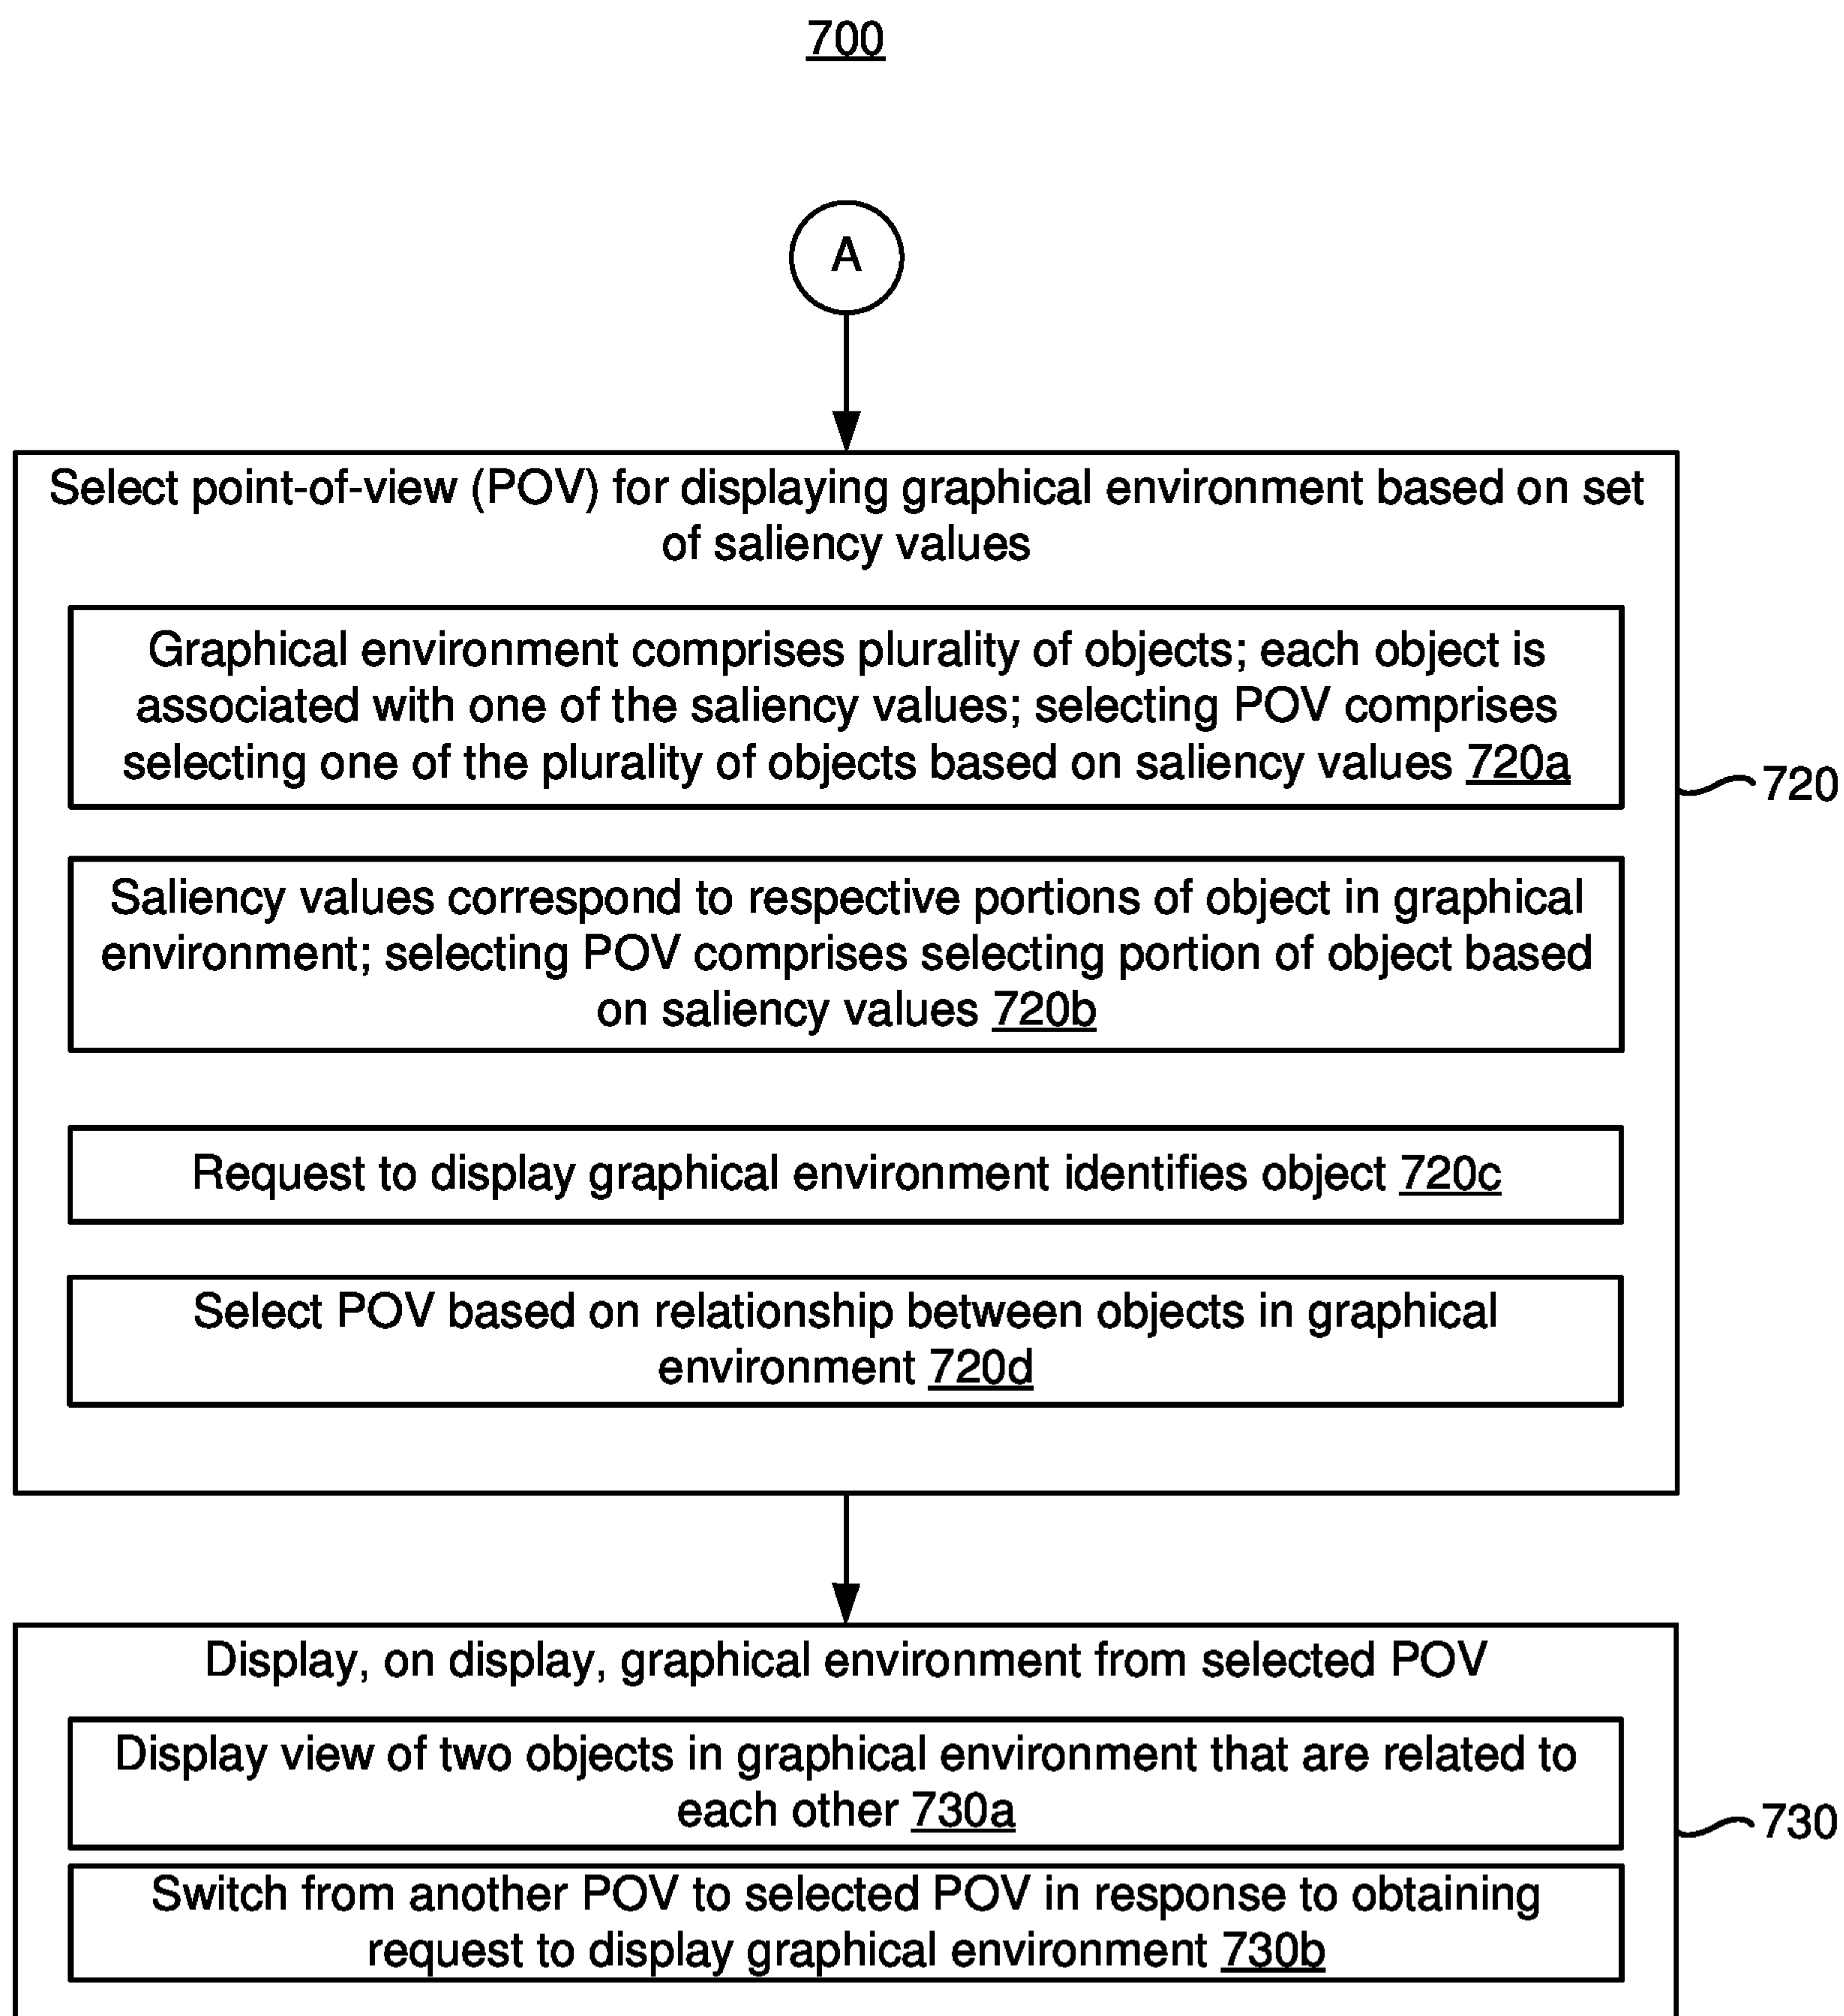 700
A
Select point-of-view (POV) for displaying graphical environment based on set
of saliency values
Graphical environment comprises plurality of objects; each object is
associated with one of the saliency values; selecting POV comprises
selecting one of the plurality of objects based on saliency values 720a
720
Saliency values correspond to respective portions of object in graphical
environment; selecting POV comprises selecting portion of object based
on saliency values 720b
Request to display graphical environment identifies object 720c
Select POV based on relationship between objects in graphical
environment 720d
Display, on display, graphical environment from selected POV
Display view of two objects in graphical environment that are related to
each other 730a
730
Switch from another POV to selected POV in response to obtaining
request to display graphical environment 730b